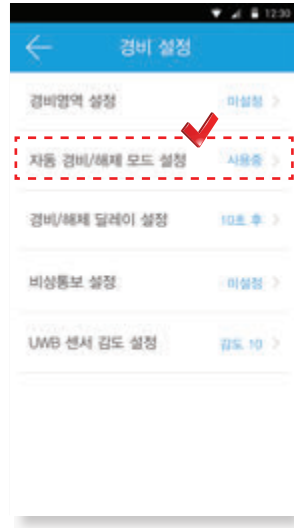 12:30
경비 설정
경비영역 설정 미설정
자동 경비/해제 모드 설정 사용중
경비/해제 딜레이 설정 10초 후
비상통보 설정 미설정
UWB 센서 감도 설정 감도 10